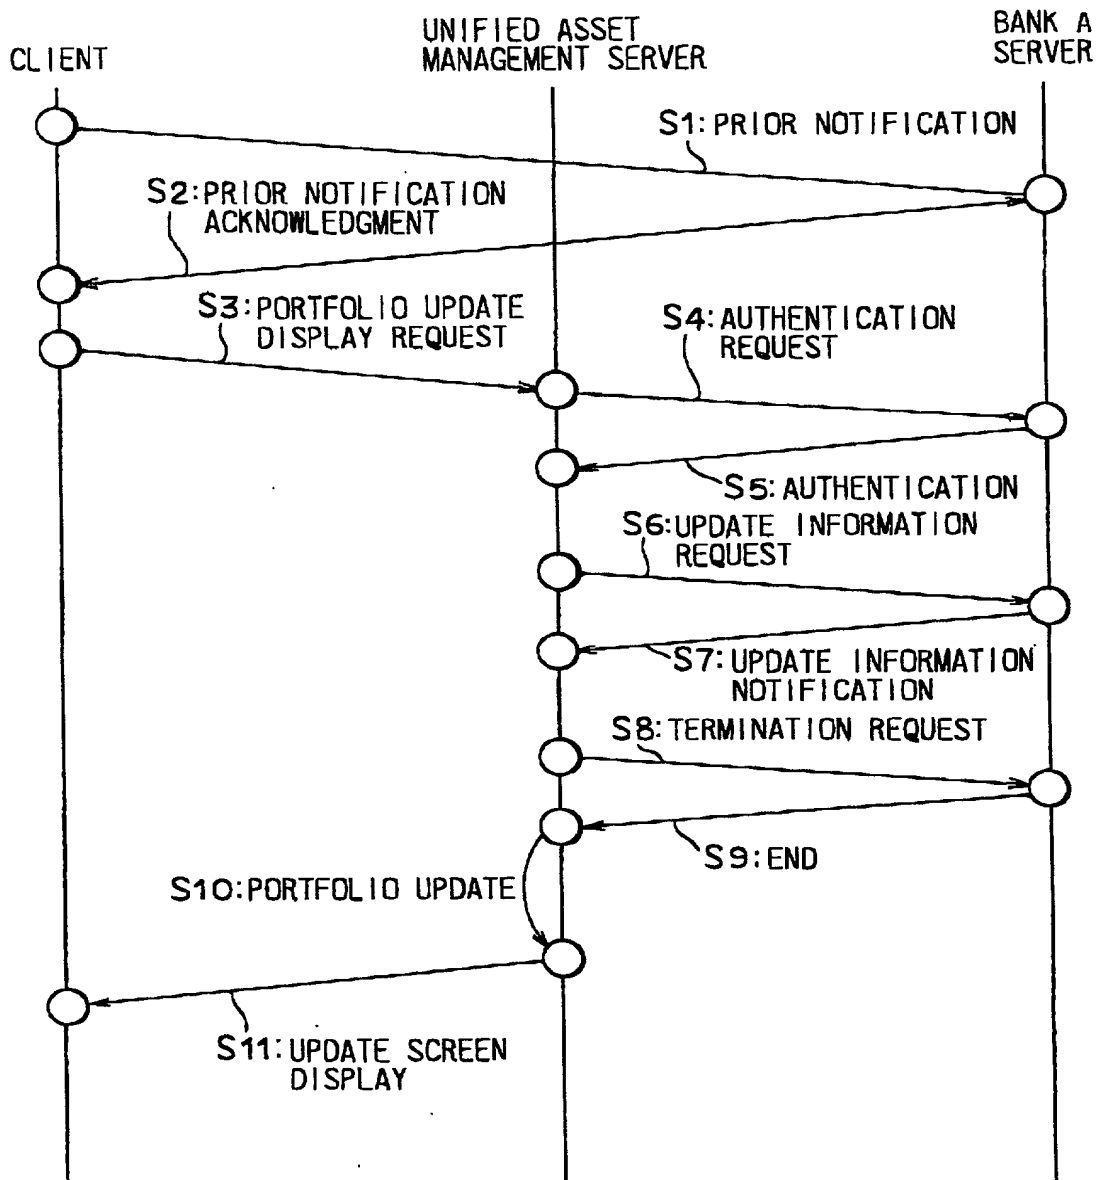 CLIENT
UNIFIED ASSET
MANAGEMENT SERVER
BANK A
SERVER
S1: PRIOR NOTIFICATION
S2: PRIOR NOTIFICATION
ACKNOWLEDGMENT
S3: PORTFOLIO UPDATE
DISPLAY REQUEST
S4: AUTHENTICATION
REQUEST
S5: AUTHENTICATION
S6: UPDATE INFORMATION
REQUEST
S7: UPDATE INFORMATION
NOTIFICATION
S8: TERMINATION REQUEST
S9: END
S10: PORTFOLIO UPDATE
S11: UPDATE SCREEN
DISPLAY